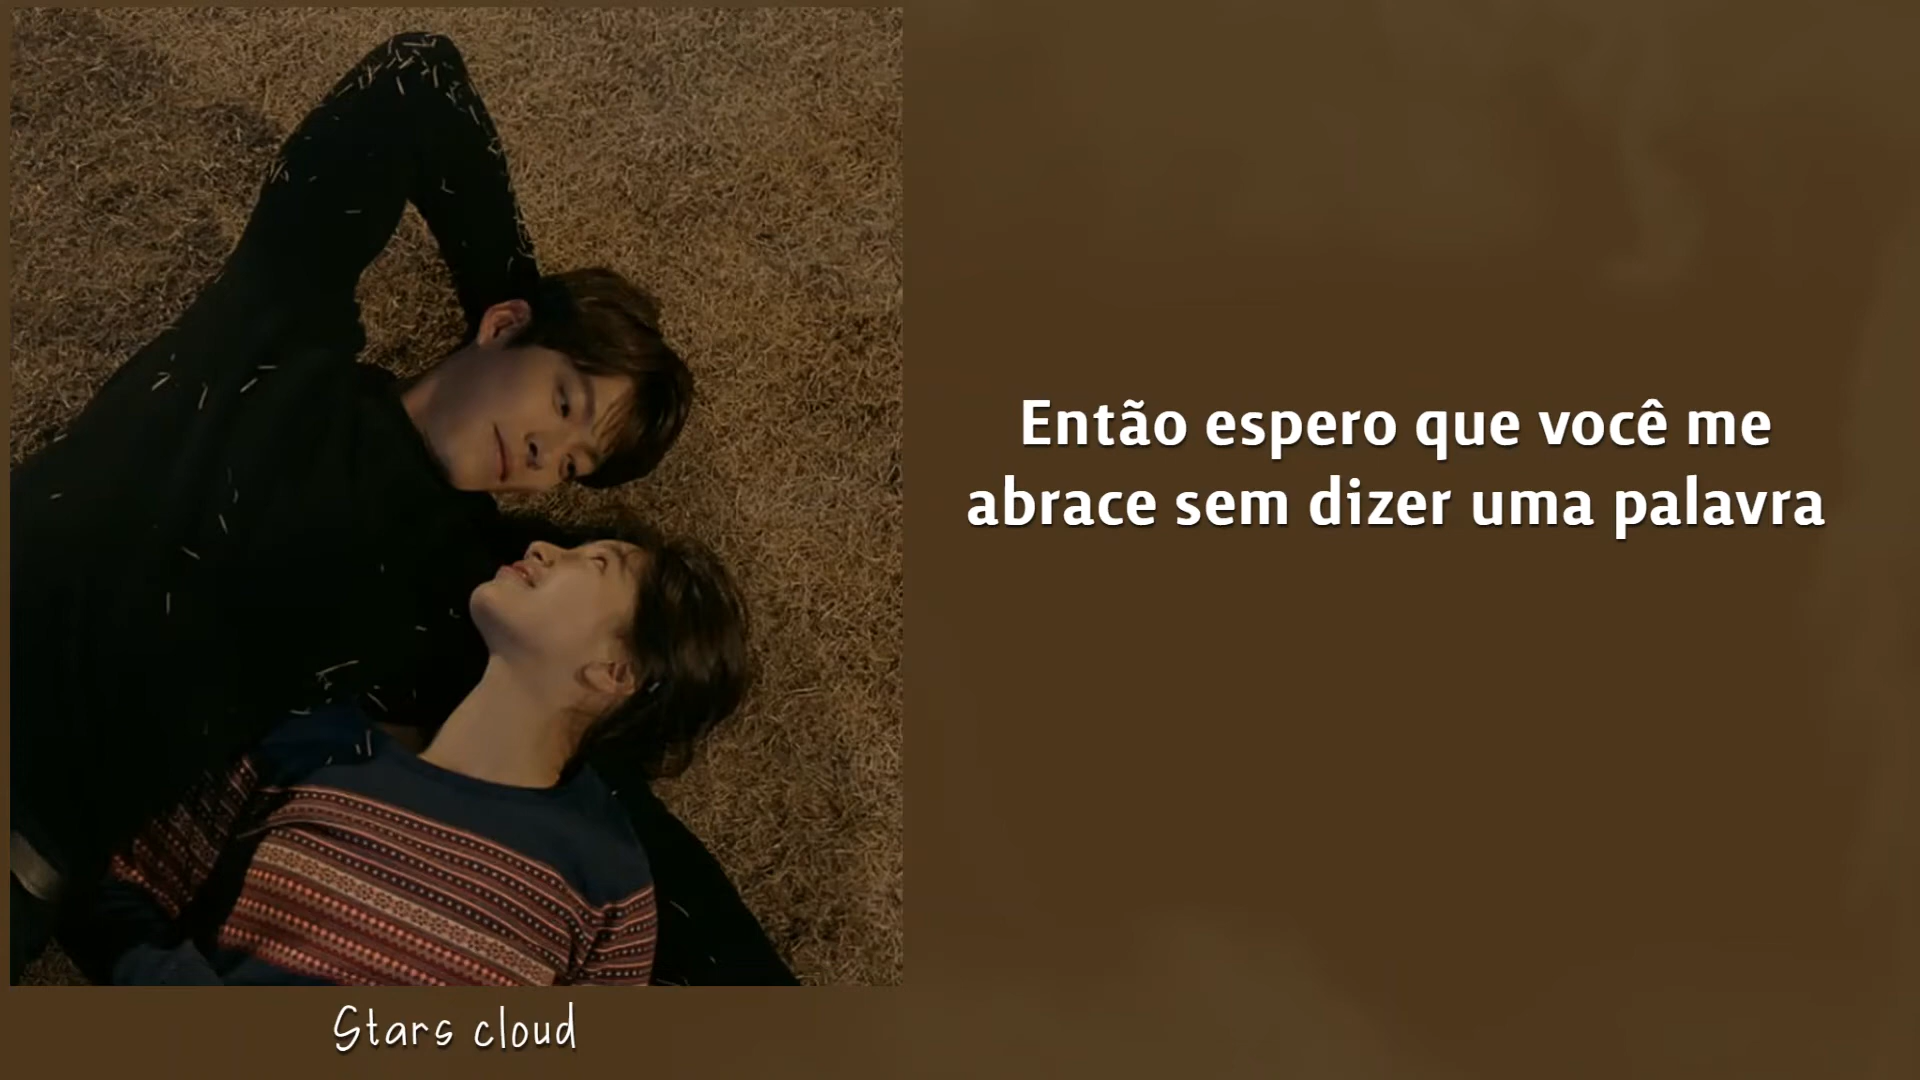 Então espero que você me
abrace sem dizer uma palavra
Stars cloud